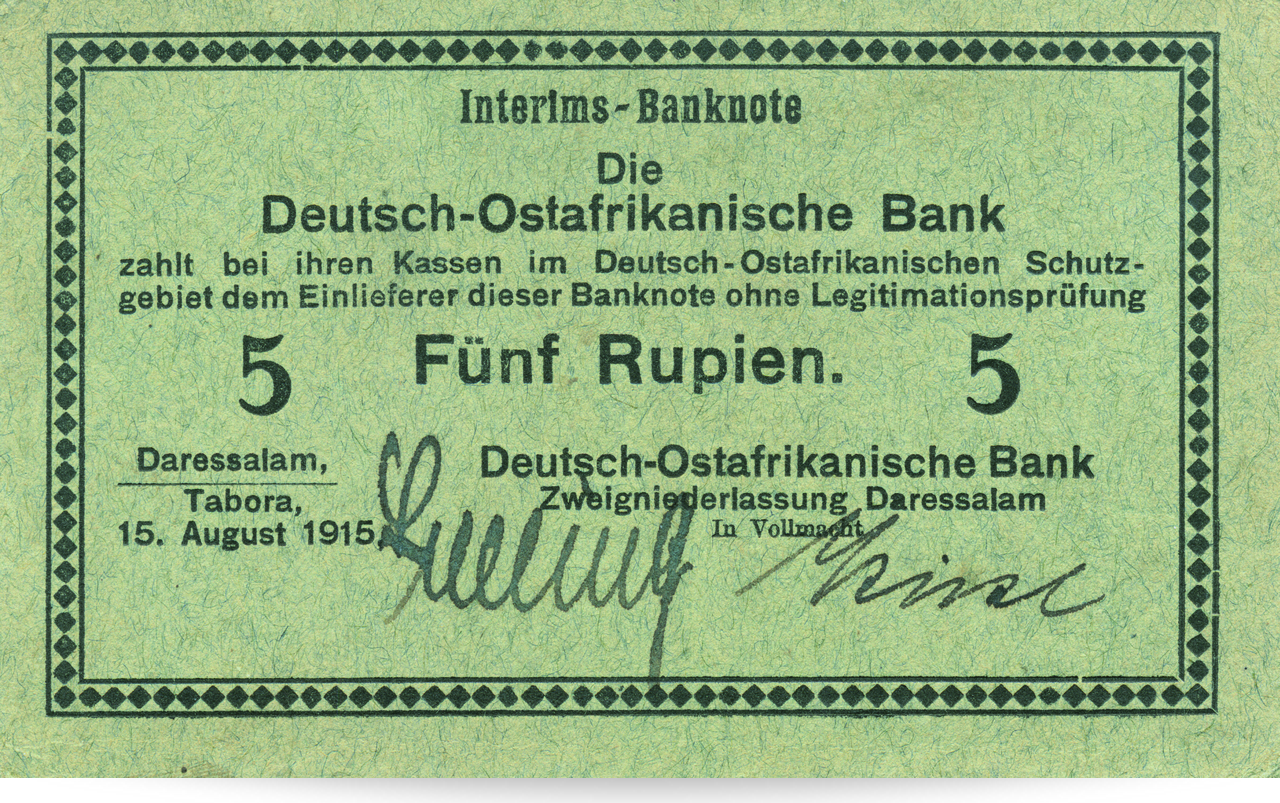 Interims-Banknote
Die
Deutsch-Ostafrikanische Bank
zahlt bei ihren Kassen im Deutsch-Ostafrikanischen Schutz-
gebiet dem Einlieferer dieser Banknote ohne Legitimationsprüfung
5 Fünf Rupien. 5
Daressalam,
Tabora,
15. August 1915.
Deutsch-Ostafrikanische Bank
Zweigniederlassung Daressalam
In Vollmacht